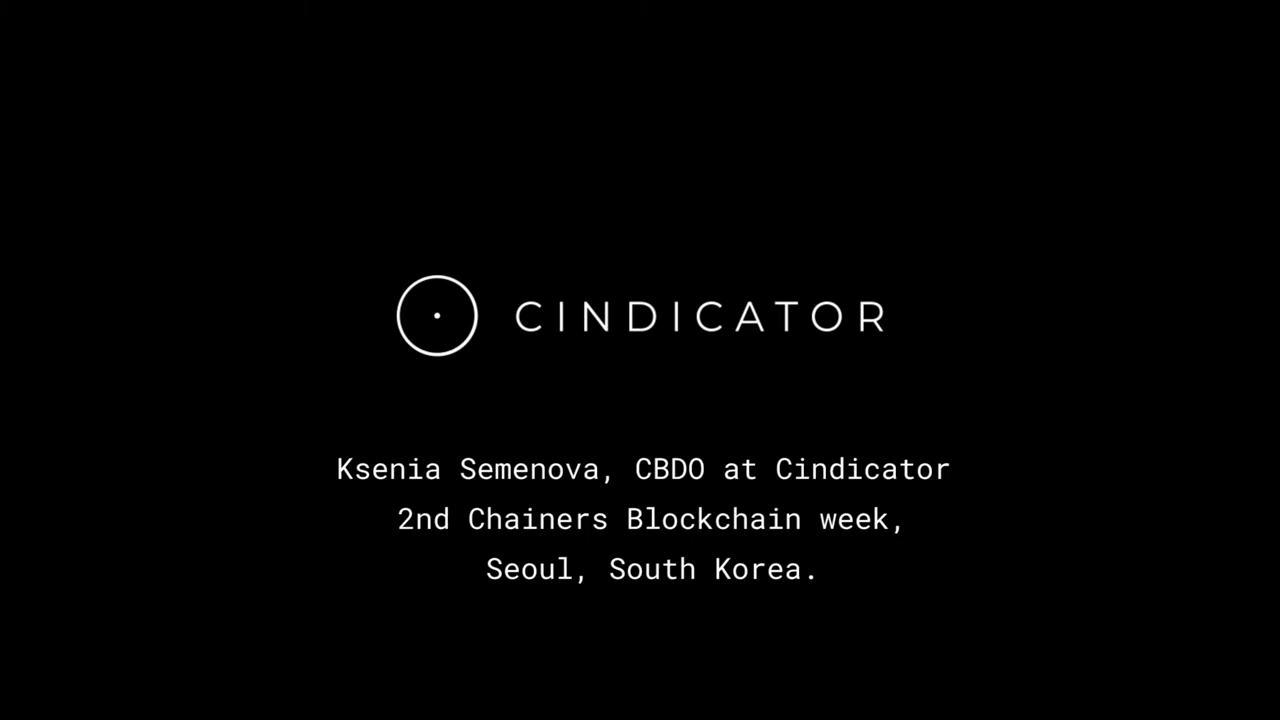 CINDICATOR
Ksenia Semenova, CBDO at Cindicator
2nd Chainers Blockchain week,
Seoul, South Korea.